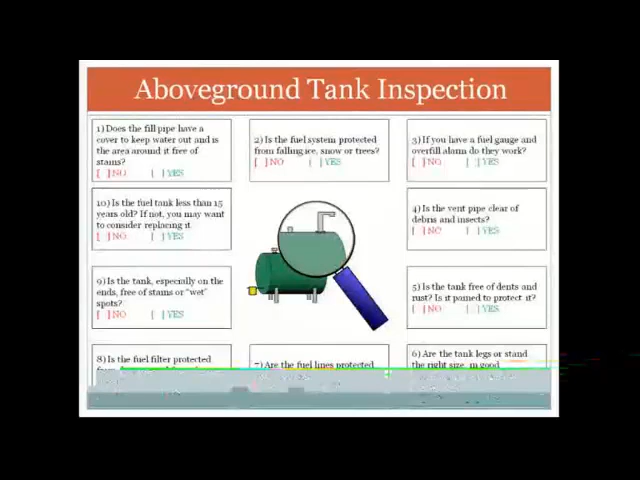 Aboveground Tank Inspection
1) Does the fill pipe have a
cover to keep water out and is
the area around it free of
stains?
[ ] NO [ ] YES
2) Is the fuel system protected
from falling ice, snow or trees?
[ ] NO [ ] YES
3) If you have a fuel gauge and
overfill alarm do they work?
[ ] NO [ ] YES
10) Is the fuel tank less than 15
years old? If not, you may want
to consider replacing it.
[ ] NO [ ] YES
4) Is the vent pipe clear of
debris and insects?
[ ] NO [ ] YES
9) Is the tank, especially on the
ends, free of stains or "wet"
spots?
[ ] NO [ ] YES
5) Is the tank free of dents and
rust? Is it painted to protect it?
[ ] NO [ ] YES
8) Is the fuel filter protected
7) Are the fuel lines protected
6) Are the tank legs or stand
the right size, in good